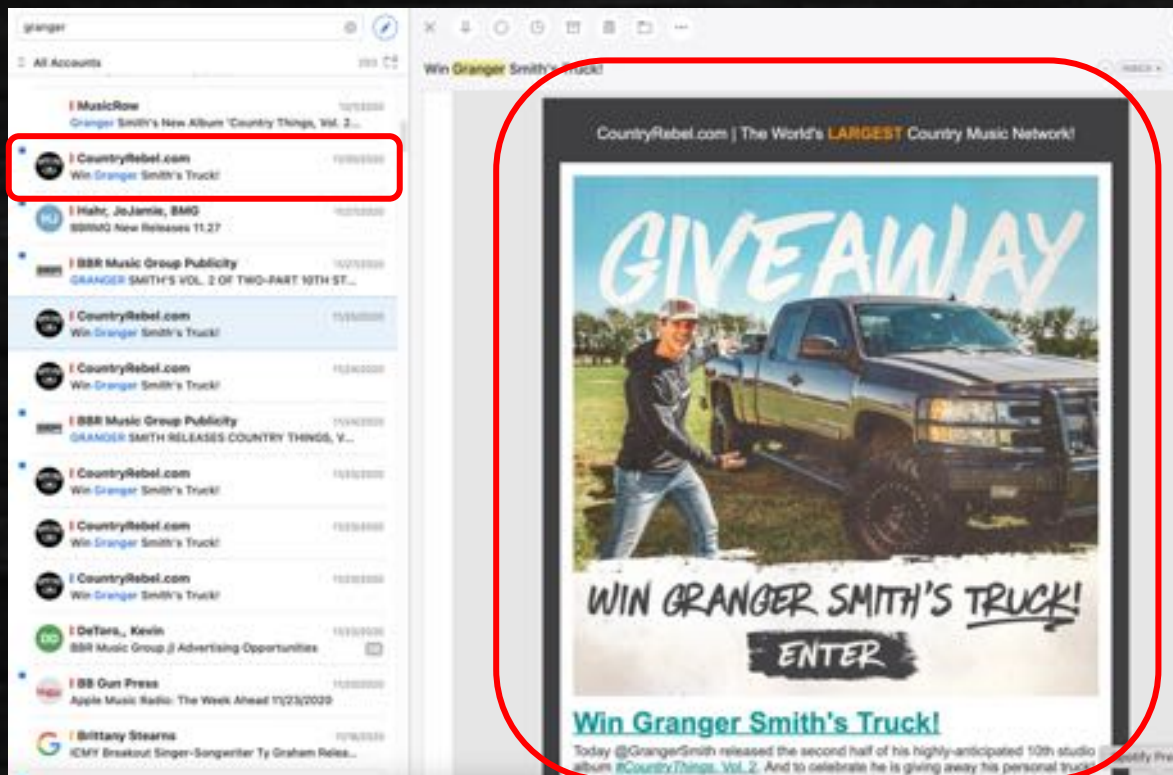 granger
All Accounts
MusicRow
Granger Smith's New Album 'Country Things, Vol. 2...
CountryRebel.com
Win Granger Smith's Truck!
Hahr, JoJamie, BMG
BBRMG New Releases 11.27
BBR Music Group Publicity
GRANGER SMITH'S VOL. 2 OF TWO-PART 10TH ST...
CountryRebel.com
Win Granger Smith's Truck!
CountryRebel.com
Win Granger Smith's Truck!
BBR Music Group Publicity
GRANGER SMITH RELEASES COUNTRY THINGS, V...
CountryRebel.com
Win Granger Smith's Truck!
CountryRebel.com
Win Granger Smith's Truck!
CountryRebel.com
Win Granger Smith's Truck!
DD
DeToro,, Kevin
BBR Music Group // Advertising Opportunities
BB Gun Press
Apple Music Radio: The Week Ahead 11/23/2020
G
Brittany Stearns
ICMY Breakout Singer-Songwriter Ty Graham Relea...
Win Granger Smith's Truck!
CountryRebel.com | The World's LARGEST Country Music Network!
GIVEAWAY
WIN GRANGER SMITH'S TRUCK!
ENTER
Win Granger Smith's Truck!
Today @GrangerSmith released the second half of his highly-anticipated 10th studio
album #CountryThings, Vol. 2. And to celebrate he is giving away his personal truck!